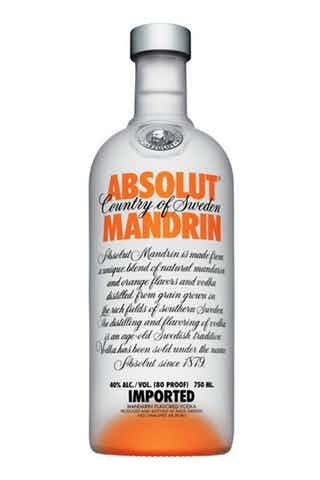 ABSOLUT
Country of Sweden
MANDRIN
Absolut Mandrin is made from
a unique blend of natural mandarin
and orange flavors and vodka
distilled from grain grown in
the rich fields of southern Sweden.
The distilling and flavoring of vodka
is an age-old Swedish tradition.
Vodka has been sold under the name
Absolut since 1879.
40% ALC./VOL. (80 PROOF) 750 ML.
IMPORTED
MANDARIN FLAVORED VODKA